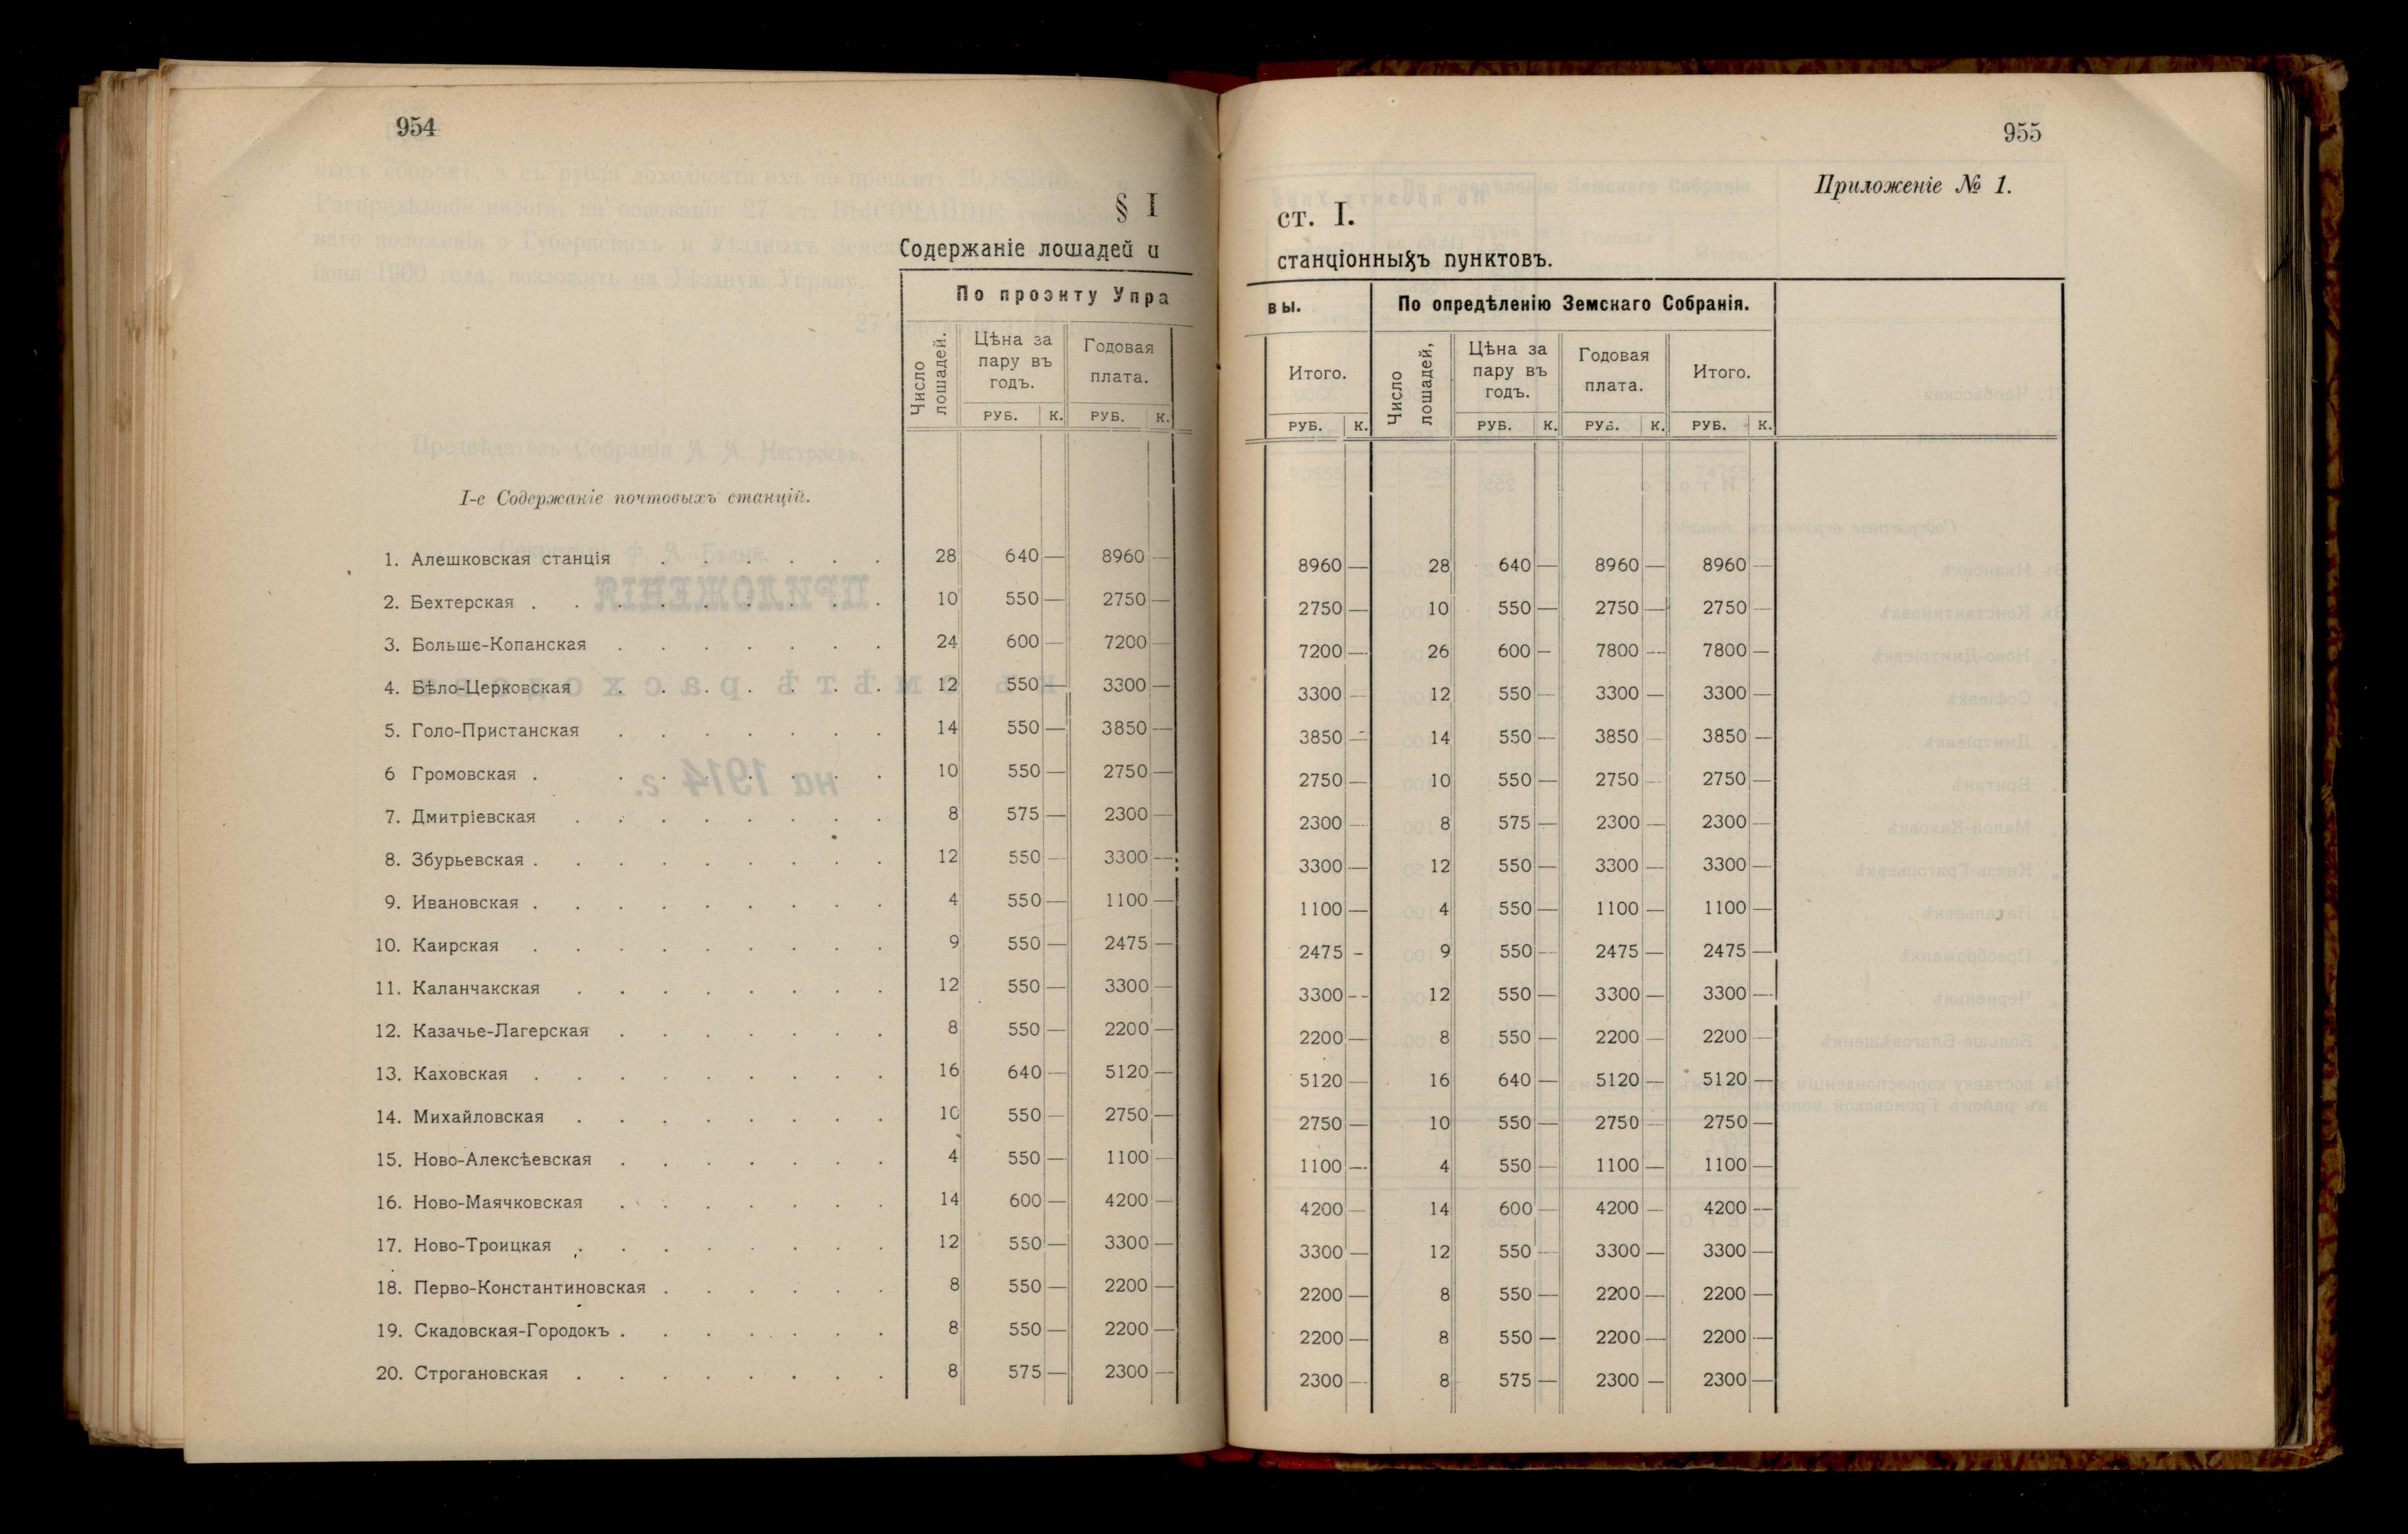 954
§ I
Содержаніе лошадей и
По проэкту Упра
Число лошадей.
Цѣна за пару въ годъ.
Годовая плата.
РУБ. К. РУБ. К.
I-е Содержаніе почтовыхъ станцій.
1. Алешковская станція . . . . . . 28 640 — 8960 —
2. Бехтерская . . . . . . . . . 10 550 — 2750 —
3. Больше-Копанская . . . . . . . 24 600 — 7200 —
4. Бѣло-Церковская . . . . . . . 12 550 — 3300 —
5. Голо-Пристанская . . . . . . . 14 550 — 3850 —
6 Громовская . . . . . . . . 10 550 — 2750 —
7. Дмитріевская . . . . . . . . 8 575 — 2300 —
8. Збурьевская . . . . . . . . . 12 550 — 3300 —
9. Ивановская . . . . . . . . . 4 550 — 1100 —
10. Каирская . . . . . . . . . 9 550 — 2475 —
11. Каланчакская . . . . . . . . 12 550 — 3300 —
12. Казачье-Лагерская . . . . . . . 8 550 — 2200 —
13. Каховская . . . . . . . . . 16 640 — 5120 —
14. Михайловская . . . . . . . . 10 550 — 2750 —
15. Ново-Алексѣевская . . . . . . . 4 550 — 1100 —
16. Ново-Маячковская . . . . . . . 14 600 — 4200 —
17. Ново-Троицкая . . . . . . . . 12 550 — 3300 —
18. Перво-Константиновская . . . . . . 8 550 — 2200 —
19. Скадовская-Городокъ . . . . . . . 8 550 — 2200 —
20. Строгановская . . . . . . . . 8 575 — 2300 —
955
Приложеніе № 1.
ст. I.
станціонныхъ пунктовъ.
вы.
По опредѣленію Земскаго Собранія.
Итого.
Число лошадей,
Цѣна за пару въ годъ.
Годовая плата.
Итого.
РУБ. К. РУБ. К. РУБ. К. РУБ. К.
8960 — 28 640 — 8960 — 8960 —
2750 — 10 550 — 2750 — 2750 —
7200 — 26 600 — 7800 — 7800 —
3300 — 12 550 — 3300 — 3300 —
3850 — 14 550 — 3850 — 3850 —
2750 — 10 550 — 2750 — 2750 —
2300 — 8 575 — 2300 — 2300 —
3300 — 12 550 — 3300 — 3300 —
1100 — 4 550 — 1100 — 1100 —
2475 - 9 550 — 2475 — 2475 —
3300 — 12 550 — 3300 — 3300 —
2200 — 8 550 — 2200 — 2200 —
5120 — 16 640 — 5120 — 5120 —
2750 — 10 550 — 2750 — 2750 —
1100 — 4 550 — 1100 — 1100 —
4200 — 14 600 — 4200 — 4200 —
3300 — 12 550 — 3300 — 3300 —
2200 — 8 550 — 2200 — 2200 —
2200 — 8 550 — 2200 — 2200 —
2300 — 8 575 — 2300 — 2300 —